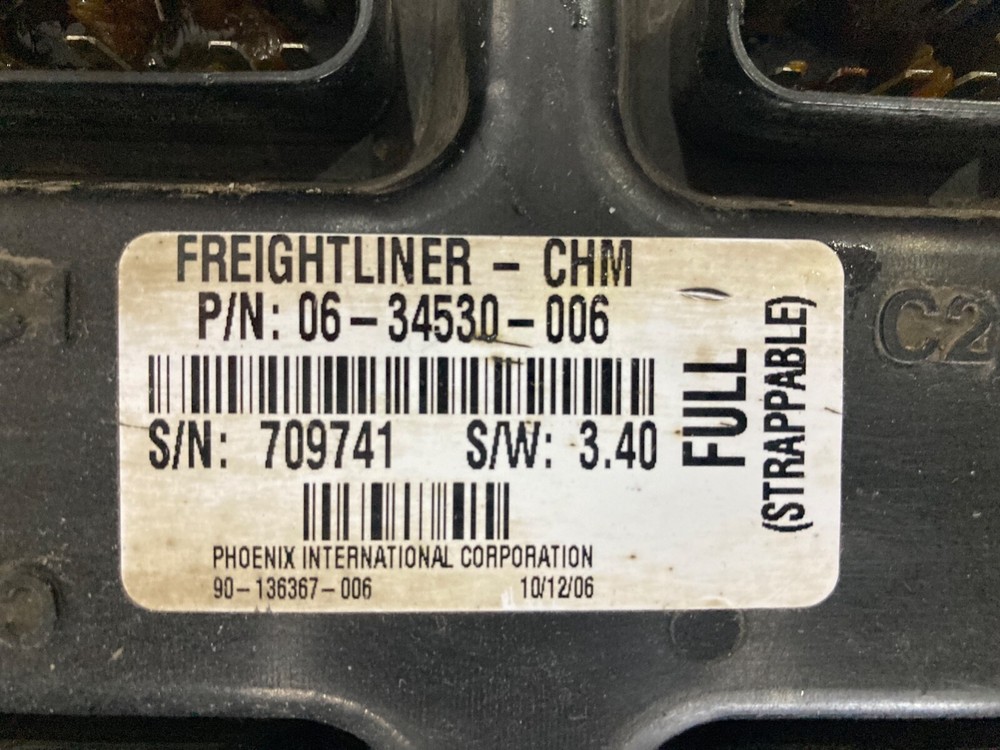 FREIGHTLINER - CHM
P/N: 06-34530-006
S/N: 709741 S/W: 3.40
PHOENIX INTERNATIONAL CORPORATION
90-136367-006 10/12/06
FULL
(STRAPPABLE)
C2